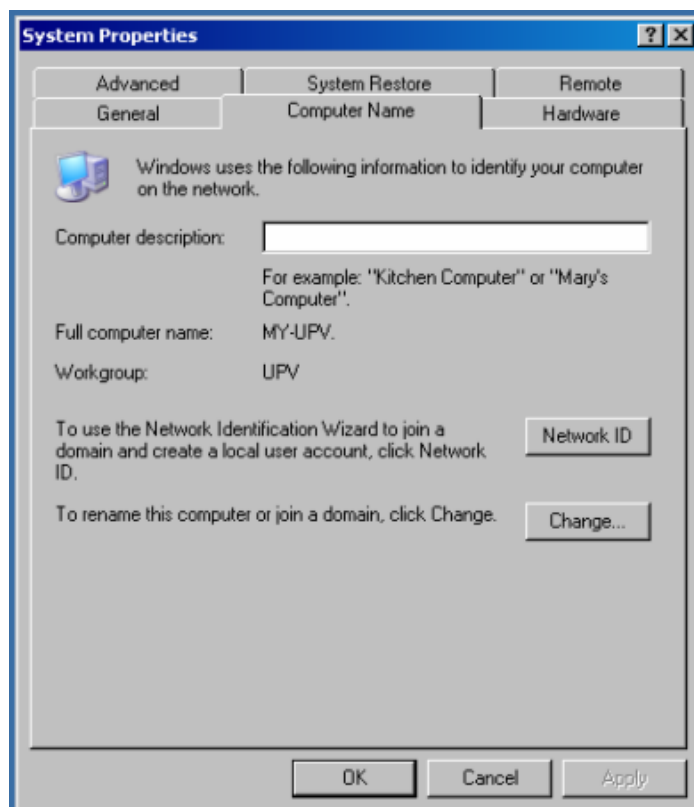 System Properties
Advanced System Restore Remote
General Computer Name Hardware
Windows uses the following information to identify your computer
on the network.
Computer description:
For example: "Kitchen Computer" or "Mary's
Computer".
Full computer name: MY-UPV.
Workgroup: UPV
To use the Network Identification Wizard to join a
domain and create a local user account, click Network
ID.
Network ID
To rename this computer or join a domain, click Change.
Change...
OK Cancel Apply